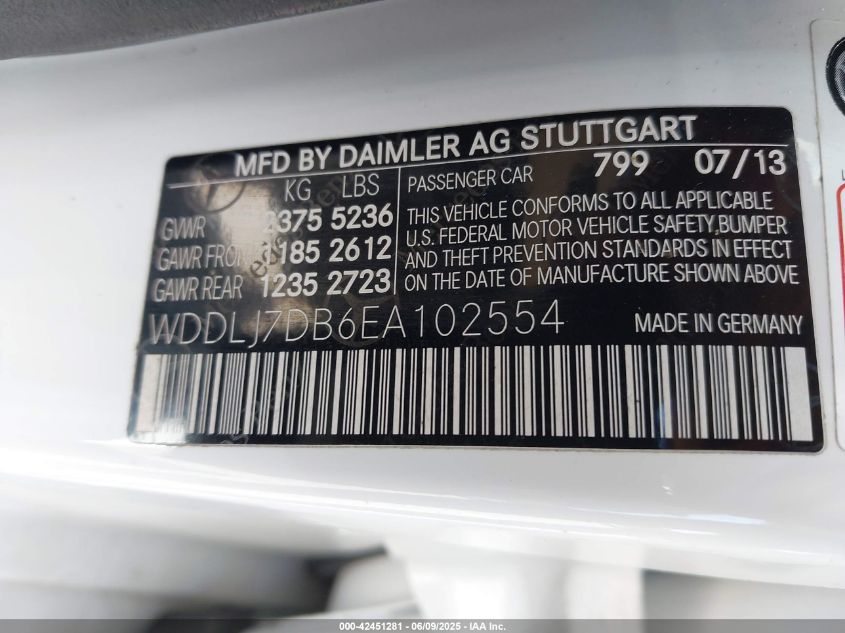 MFD BY DAIMLER AG STUTTGART
KG LBS
GVWR 2375 5236
GAWR FRONT 1185 2612
GAWR REAR 1235 2723
PASSENGER CAR 799 07/13
THIS VEHICLE CONFORMS TO ALL APPLICABLE
U.S. FEDERAL MOTOR VEHICLE SAFETY,BUMPER
AND THEFT PREVENTION STANDARDS IN EFFECT
ON THE DATE OF MANUFACTURE SHOWN ABOVE
WDDLJ7DB6EA102554 MADE IN GERMANY
000-42451281 - 06/09/2025 - IAA Inc.